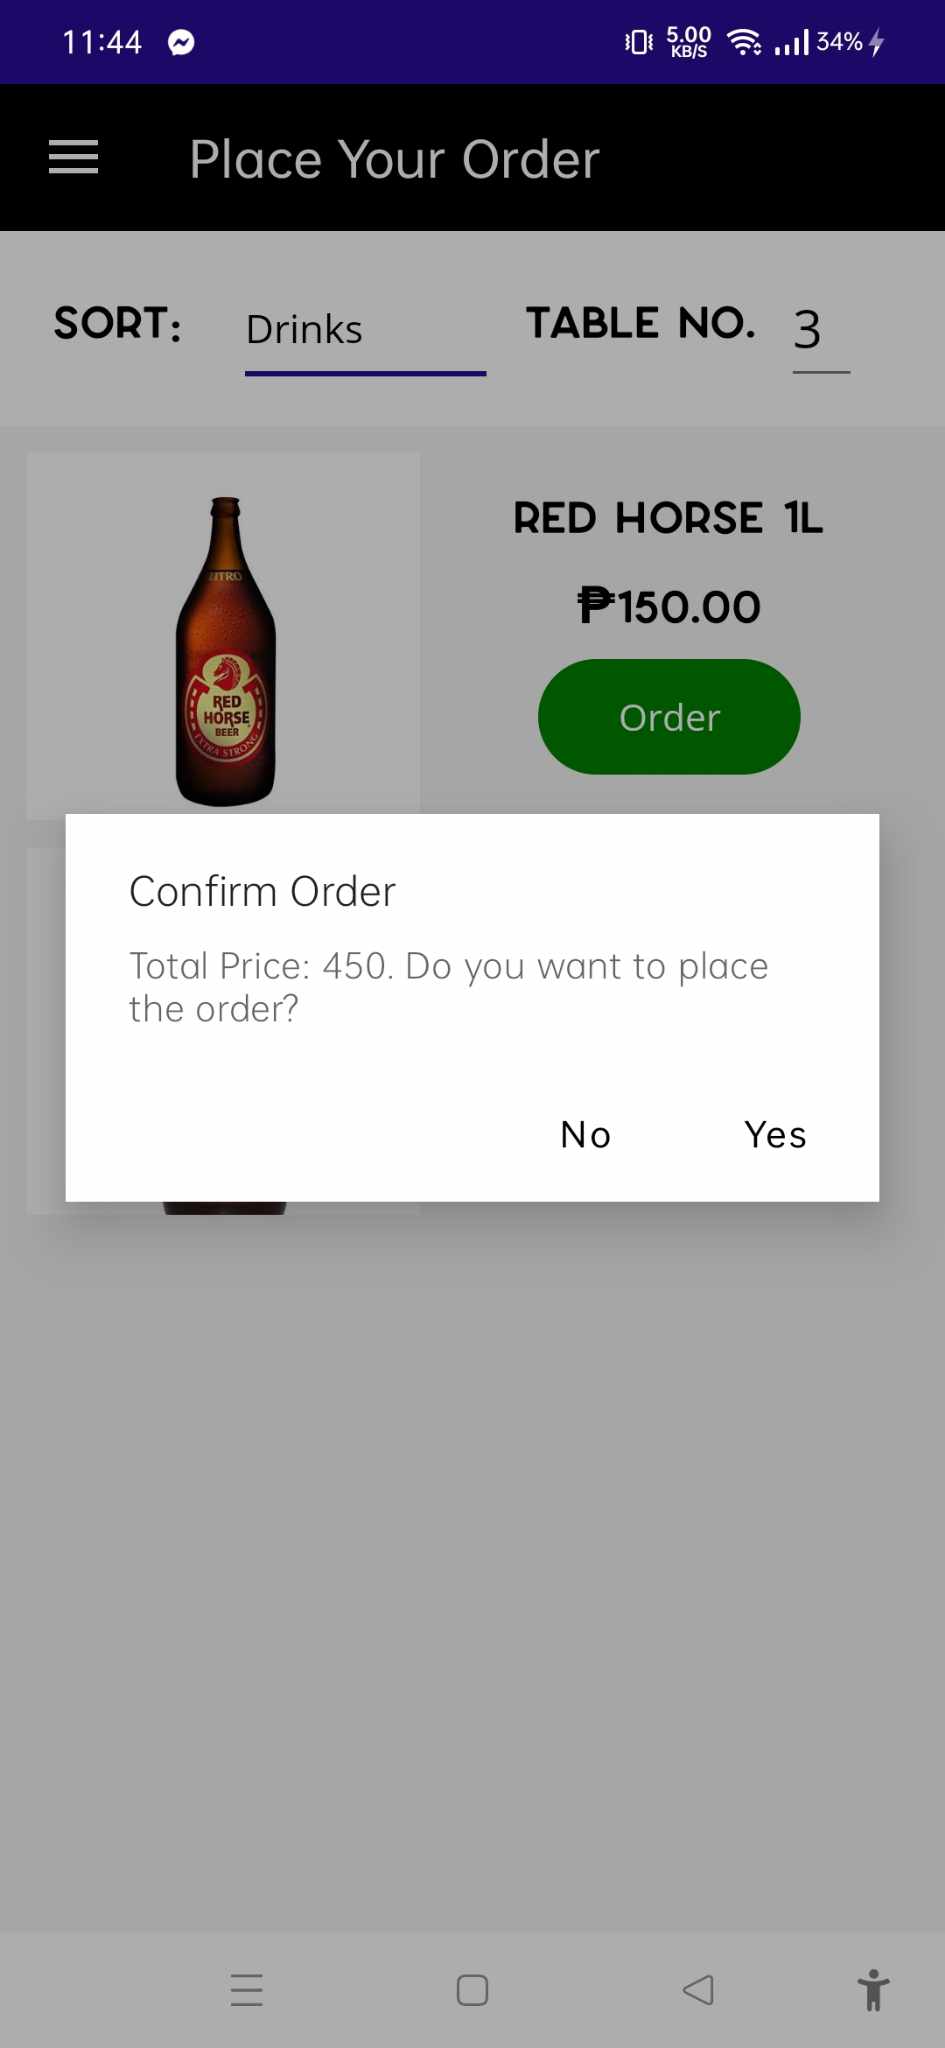 11:44 5.00 KB/S 34%
Place Your Order
SORT: Drinks TABLE NO. 3
LITRO
RED HORSE 1L
₱150.00
RED
HORSE
BEER
EXTRA STRONG
Order
Confirm Order
Total Price: 450. Do you want to place
the order?
No Yes